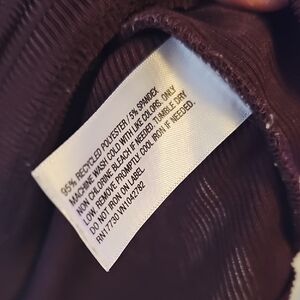 95% RECYCLED POLYESTER / 5% SPANDEX
MACHINE WASH COLD WITH LIKE COLORS. ONLY
NON CHLORINE BLEACH IF NEEDED. TUMBLE DRY
LOW. REMOVE PROMPTLY. COOL IRON IF NEEDED.
DO NOT IRON ON LABEL
RN17730 VN1042782